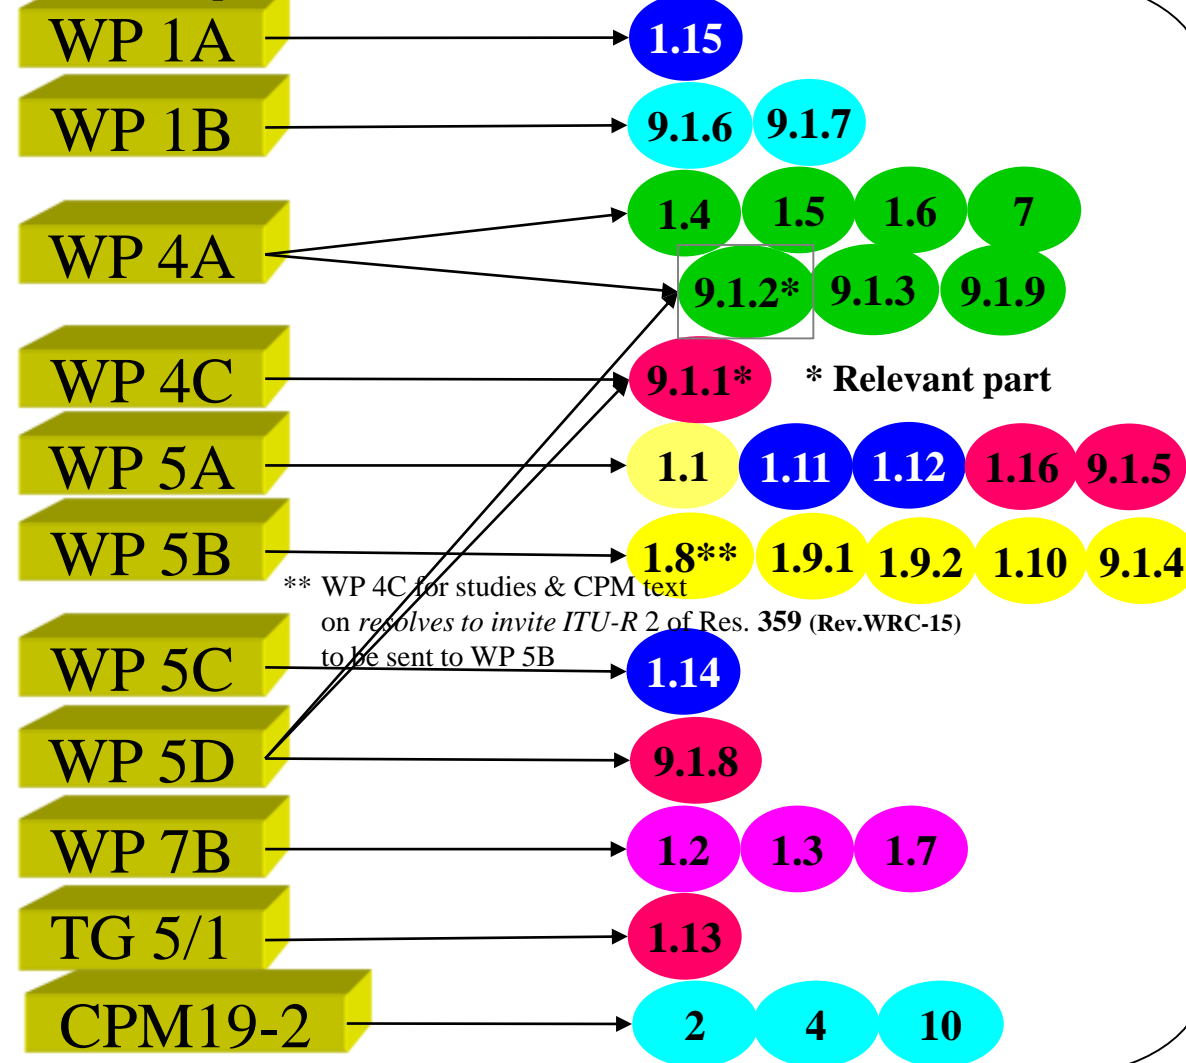 WP 1A 1.15
WP 1B 9.1.6 9.1.7
WP 4A 1.4 1.5 1.6 7
9.1.2* 9.1.3 9.1.9
WP 4C 9.1.1* * Relevant part
WP 5A 1.1 1.11 1.12 1.16 9.1.5
WP 5B 1.8** 1.9.1 1.9.2 1.10 9.1.4
** WP 4C for studies & CPM text
on resolves to invite ITU-R 2 of Res. 359 (Rev.WRC-15)
to be sent to WP 5B
WP 5C 1.14
WP 5D 9.1.8
WP 7B 1.2 1.3 1.7
TG 5/1 1.13
CPM19-2 2 4 10